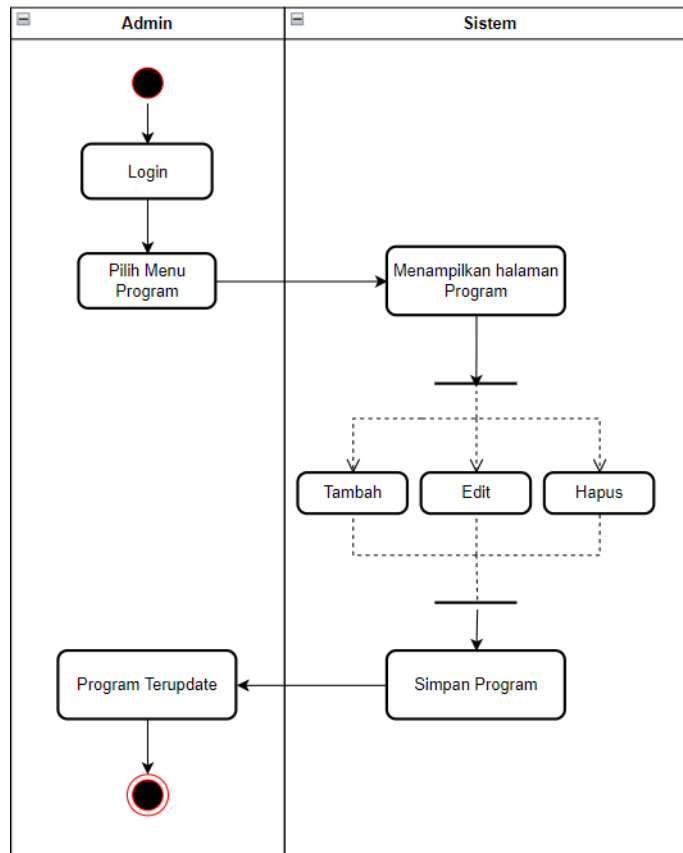 Admin
Sistem
Login
Pilih Menu
Program
Menampilkan halaman
Program
Tambah
Edit
Hapus
Program Terupdate
Simpan Program